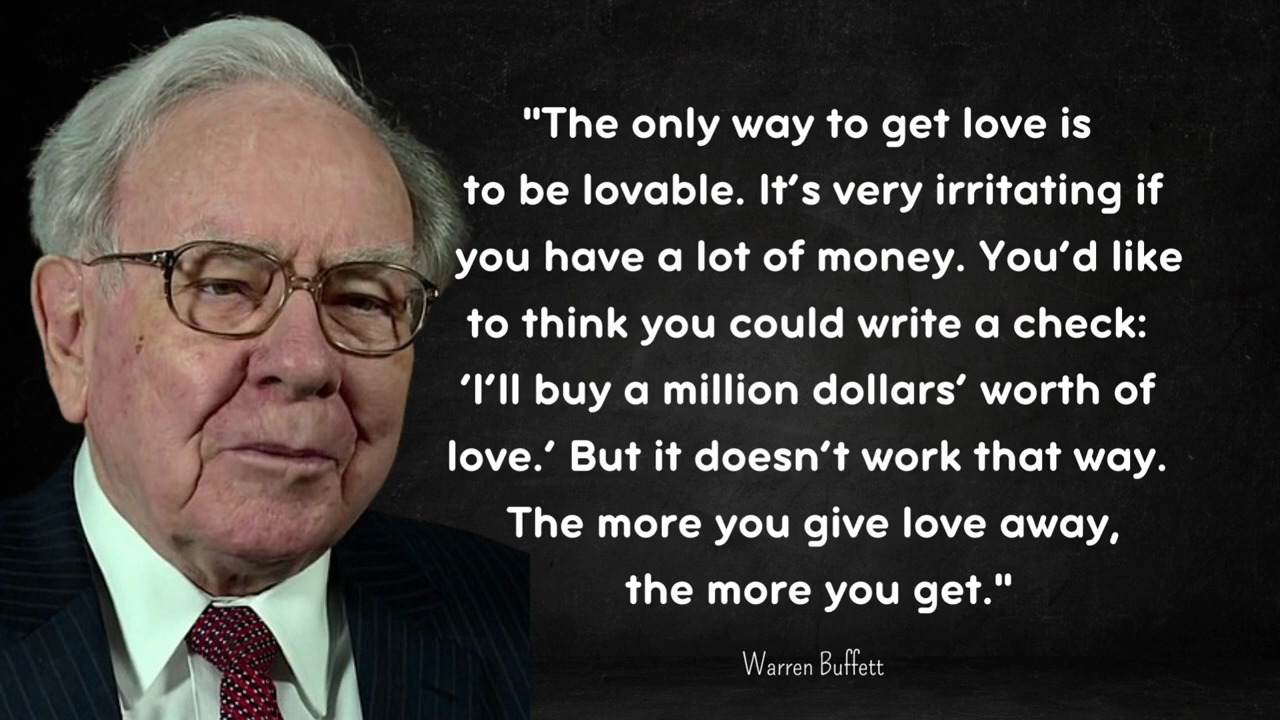 "The only way to get love is
to be lovable. It's very irritating if
you have a lot of money. You'd like
to think you could write a check:
'I'll buy a million dollars' worth of
love.' But it doesn't work that way.
The more you give love away,
the more you get."
Warren Buffett